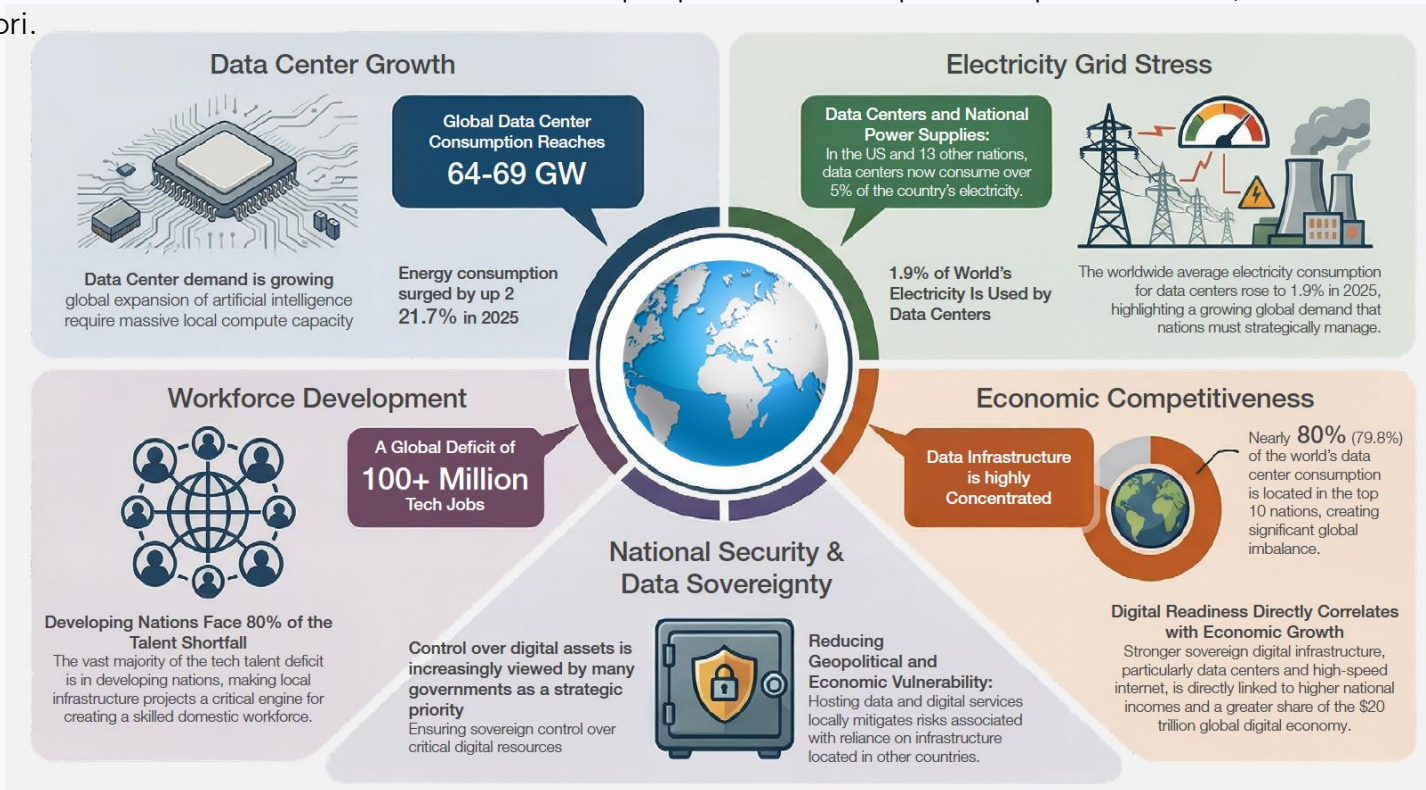 ori.
Data Center Growth
Global Data Center
Consumption Reaches
64-69 GW
Data Center demand is growing
global expansion of artificial intelligence
require massive local compute capacity
Energy consumption
surged by up 2
21.7% in 2025
Electricity Grid Stress
Data Centers and National
Power Supplies:
In the US and 13 other nations,
data centers now consume over
5% of the country's electricity.
1.9% of World's
Electricity Is Used by
Data Centers
The worldwide average electricity consumption
for data centers rose to 1.9% in 2025,
highlighting a growing global demand that
nations must strategically manage.
Workforce Development
A Global Deficit of
100+ Million
Tech Jobs
Developing Nations Face 80% of the
Talent Shortfall
The vast majority of the tech talent deficit
is in developing nations, making local
infrastructure projects a critical engine for
creating a skilled domestic workforce.
National Security &
Data Sovereignty
Control over digital assets is
increasingly viewed by many
governments as a strategic
priority
Ensuring sovereign control over
critical digital resources
Reducing
Geopolitical and
Economic Vulnerability:
Hosting data and digital services
locally mitigates risks associated
with reliance on infrastructure
located in other countries.
Economic Competitiveness
Data Infrastructure
is highly
Concentrated
Nearly 80% (79.8%)
of the world's data
center consumption
is located in the top
10 nations, creating
significant global
imbalance.
Digital Readiness Directly Correlates
with Economic Growth
Stronger sovereign digital infrastructure,
particularly data centers and high-speed
internet, is directly linked to higher national
incomes and a greater share of the $20
trillion global digital economy.